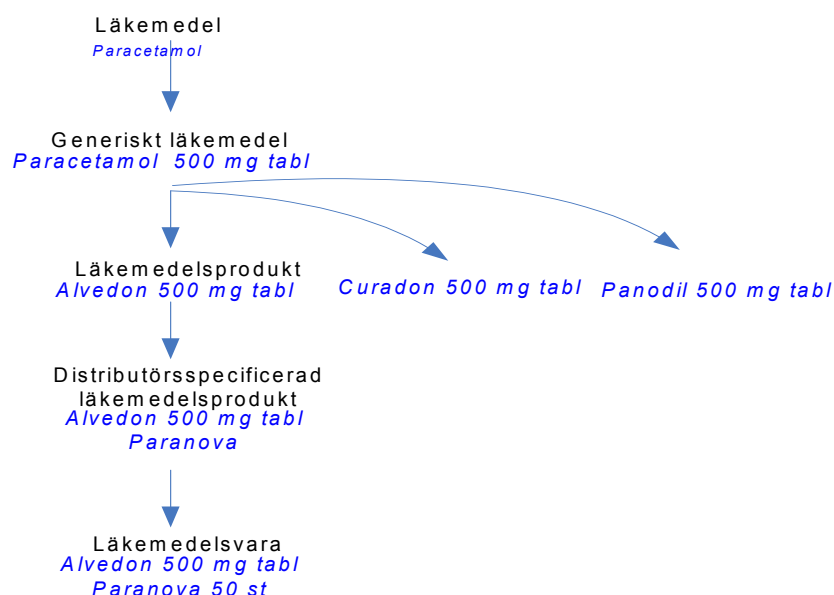 Läkemedel
Paracetamol
Generiskt läkemedel
Paracetamol 500 mg tabl
Läkemedelsprodukt
Alvedon 500 mg tabl
Curadon 500 mg tabl
Panodil 500 mg tabl
Distributörsspecificerad
läkemedelsprodukt
Alvedon 500 mg tabl
Paranova
Läkemedelsvara
Alvedon 500 mg tabl
Paranova 50 st